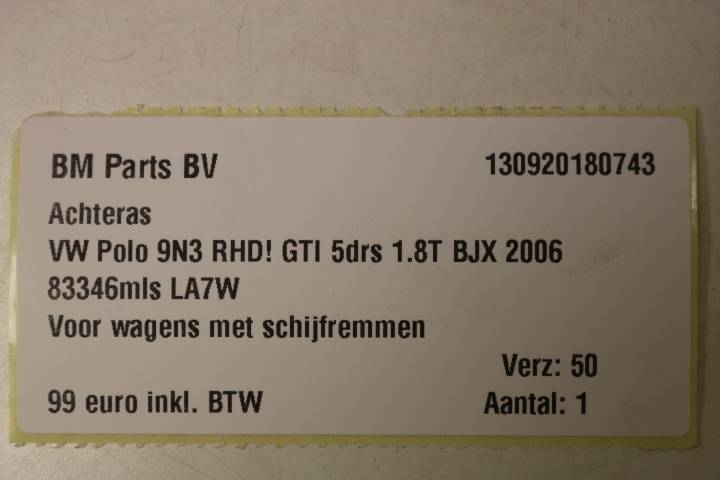 BM Parts BV 130920180743
Achteras
VW Polo 9N3 RHD! GTI 5drs 1.8T BJX 2006
83346mls LA7W
Voor wagens met schijfremmen
Verz: 50
99 euro inkl. BTW Aantal: 1